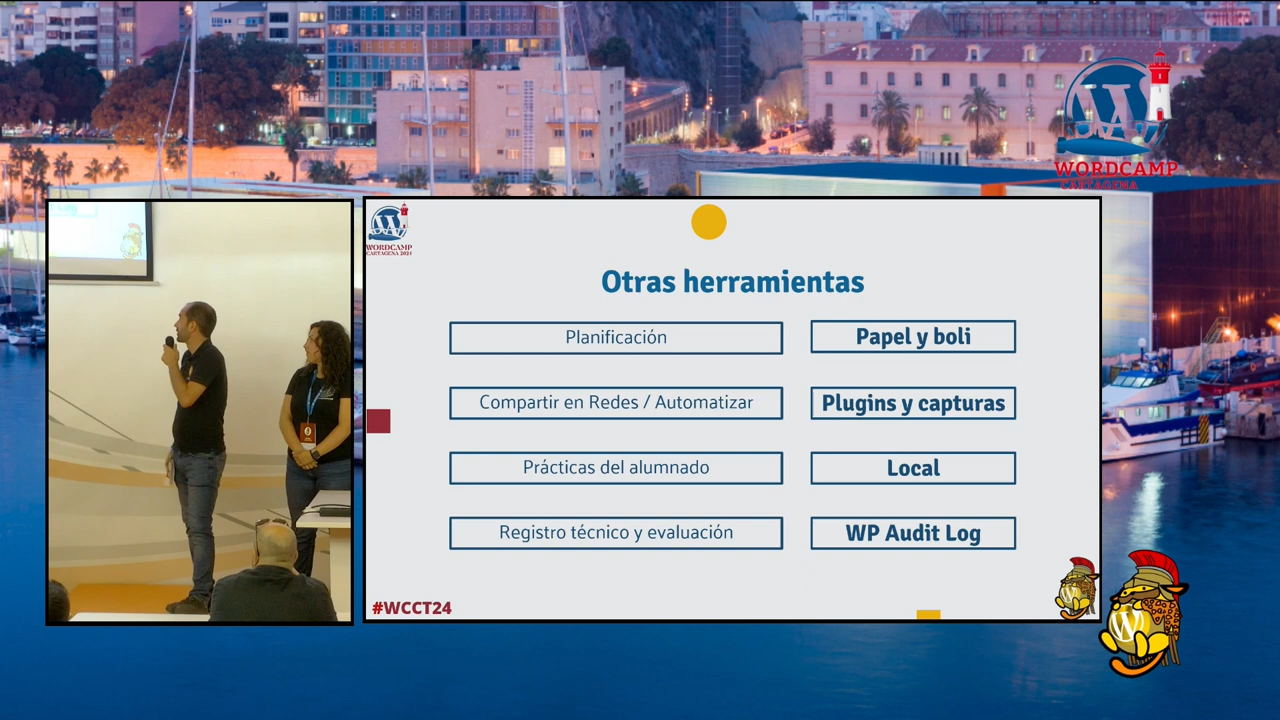 WORDCAMP
CARTAGENA
WORDCAMP
CARTAGENA 2024
Otras herramientas
Planificación
Papel y boli
Compartir en Redes / Automatizar
Plugins y capturas
Prácticas del alumnado
Local
Registro técnico y evaluación
WP Audit Log
#WCCT24